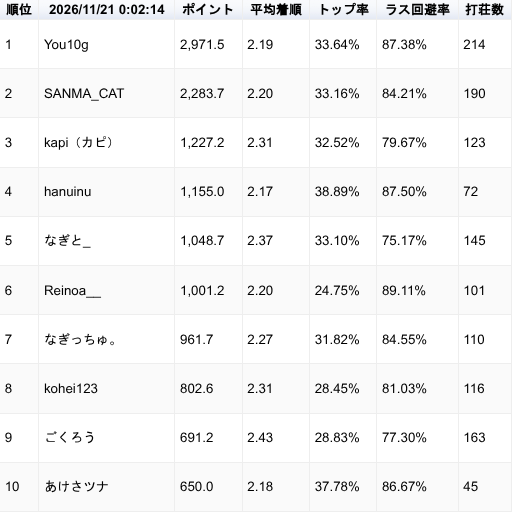 順位 2026/11/21 0:02:14 ポイント 平均着順 トップ率 ラス回避率 打荘数
1 You10g 2,971.5 2.19 33.64% 87.38% 214
2 SANMA_CAT 2,283.7 2.20 33.16% 84.21% 190
3 kapi（カピ） 1,227.2 2.31 32.52% 79.67% 123
4 hanuinu 1,155.0 2.17 38.89% 87.50% 72
5 なぎと_ 1,048.7 2.37 33.10% 75.17% 145
6 Reinoa__ 1,001.2 2.20 24.75% 89.11% 101
7 なぎっちゅ。 961.7 2.27 31.82% 84.55% 110
8 kohei123 802.6 2.31 28.45% 81.03% 116
9 ごくろう 691.2 2.43 28.83% 77.30% 163
10 あけさツナ 650.0 2.18 37.78% 86.67% 45